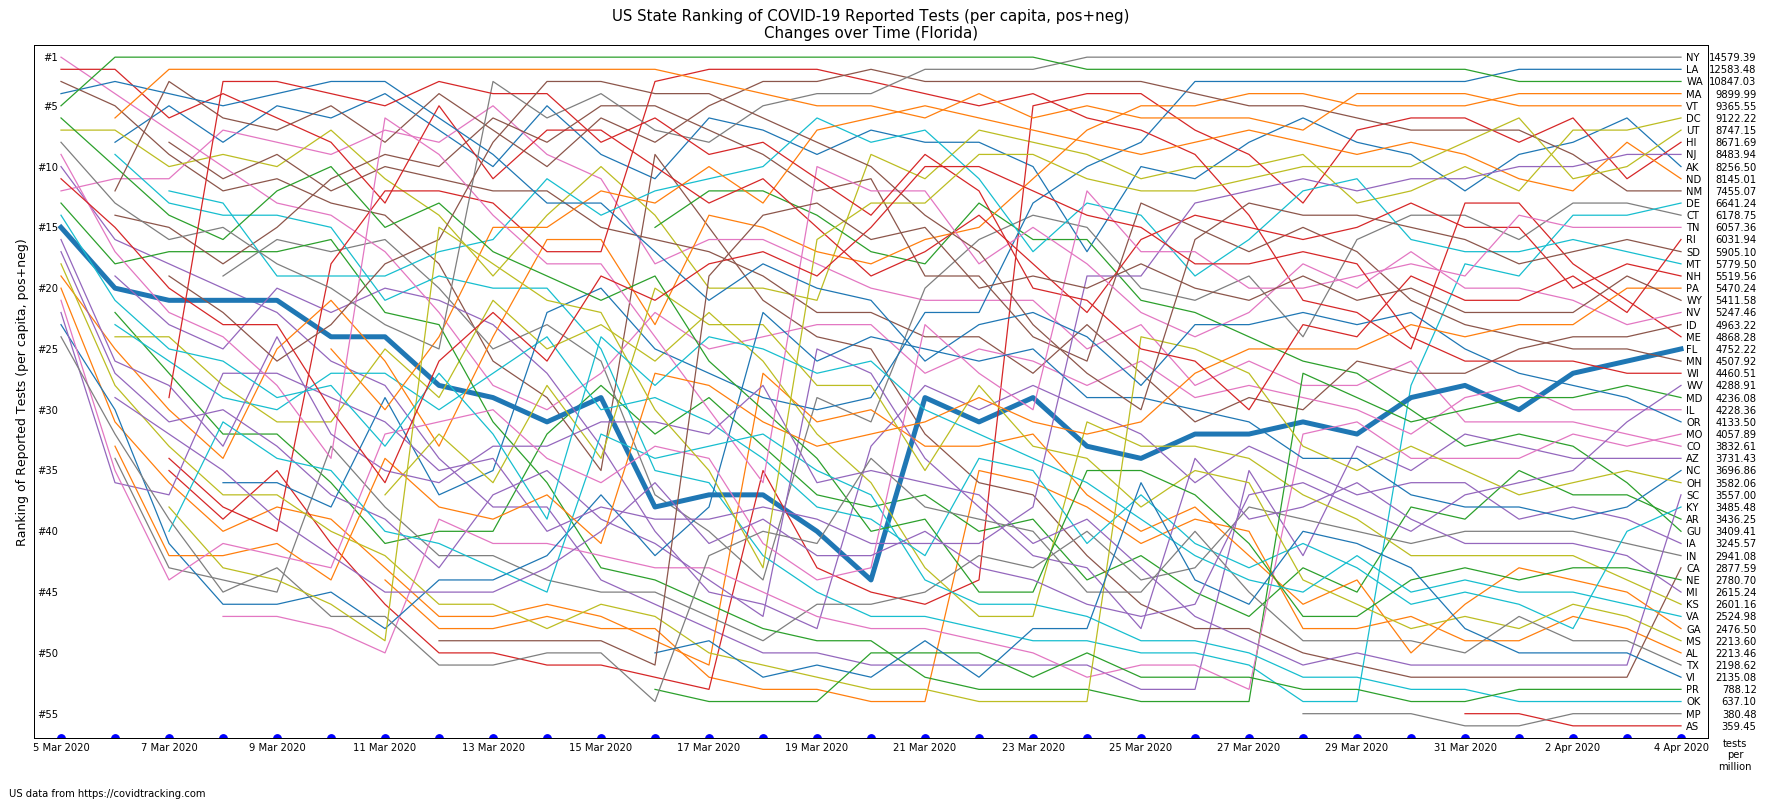 US State Ranking of COVID-19 Reported Tests (per capita, pos+neg)
Changes over Time (Florida)
Ranking of Reported Tests (per capita, pos+neg)
#1
#5
#10
#15
#20
#25
#30
#35
#40
#45
#50
#55
NY 14579.39
LA 12583.48
WA 10847.03
MA 9899.99
VT 9365.55
DC 9122.22
UT 8747.15
HI 8671.69
NJ 8483.94
AK 8256.50
ND 8145.01
NM 7455.07
DE 6641.24
CT 6178.75
TN 6057.36
RI 6031.94
SD 5905.10
MT 5779.50
NH 5519.56
PA 5470.24
WY 5411.58
NV 5247.46
ID 4963.22
ME 4868.28
FL 4752.22
MN 4507.92
WI 4460.51
WV 4288.91
MD 4236.08
IL 4228.36
OR 4133.50
MO 4057.89
CO 3832.61
AZ 3731.43
NC 3696.86
OH 3582.06
SC 3557.00
KY 3485.48
AR 3436.25
GU 3409.41
IA 3245.57
IN 2941.08
CA 2877.59
NE 2780.70
MI 2615.24
KS 2601.16
VA 2524.98
GA 2476.50
MS 2213.60
AL 2213.46
TX 2198.62
VI 2135.08
PR 788.12
OK 637.10
MP 380.48
AS 359.45
5 Mar 2020 7 Mar 2020 9 Mar 2020 11 Mar 2020 13 Mar 2020 15 Mar 2020 17 Mar 2020 19 Mar 2020 21 Mar 2020 23 Mar 2020 25 Mar 2020 27 Mar 2020 29 Mar 2020 31 Mar 2020 2 Apr 2020 4 Apr 2020
tests
per
million
US data from https://covidtracking.com